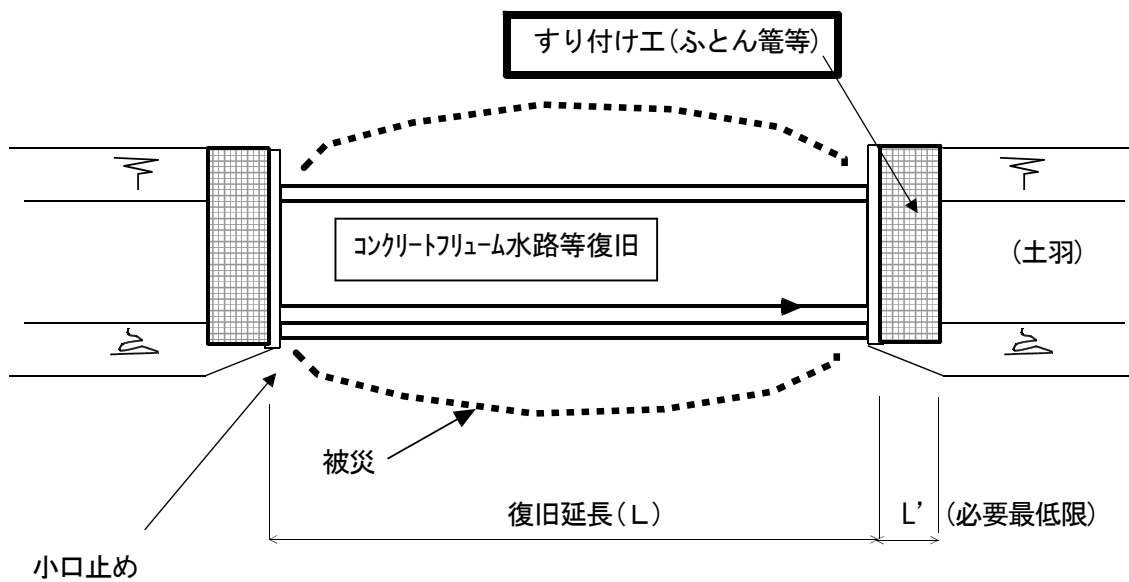 すり付け工(ふとん篭等)
コンクリートフリューム水路等復旧
(土羽)
被災
復旧延長(L)
L' (必要最低限)
小口止め